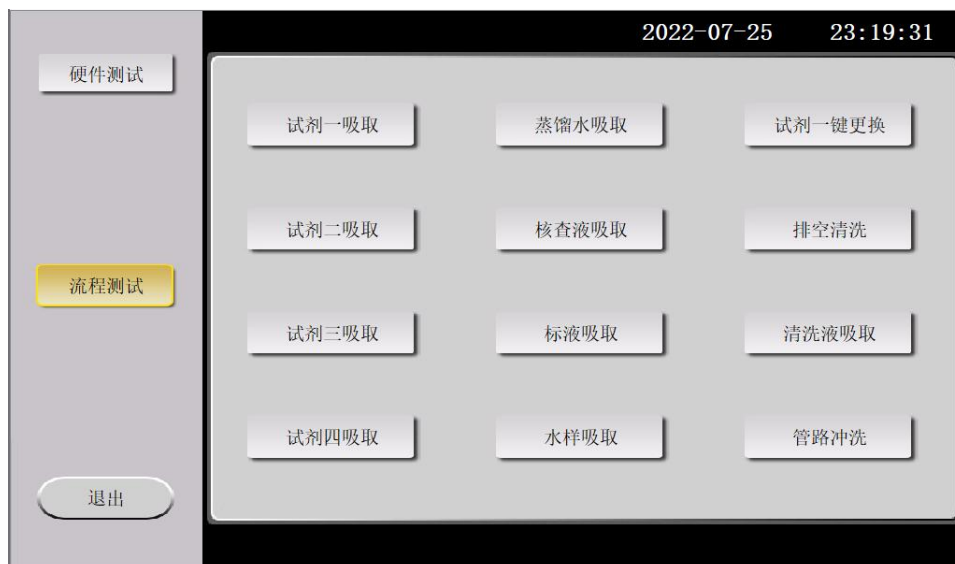 2022-07-25 23:19:31
硬件测试
流程测试
退出
试剂一吸取 蒸馏水吸取 试剂一键更换
试剂二吸取 核查液吸取 排空清洗
试剂三吸取 标液吸取 清洗液吸取
试剂四吸取 水样吸取 管路冲洗